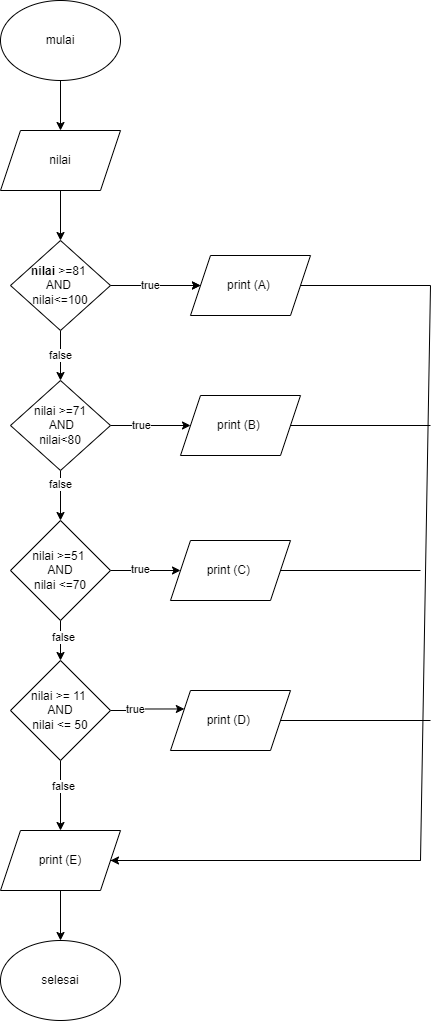 mulai
nilai
nilai >=81
AND
nilai<=100
true
print (A)
false
nilai >=71
AND
nilai<80
true
print (B)
false
nilai >=51
AND
nilai <=70
true
print (C)
false
nilai >= 11
AND
nilai <= 50
true
print (D)
false
print (E)
selesai